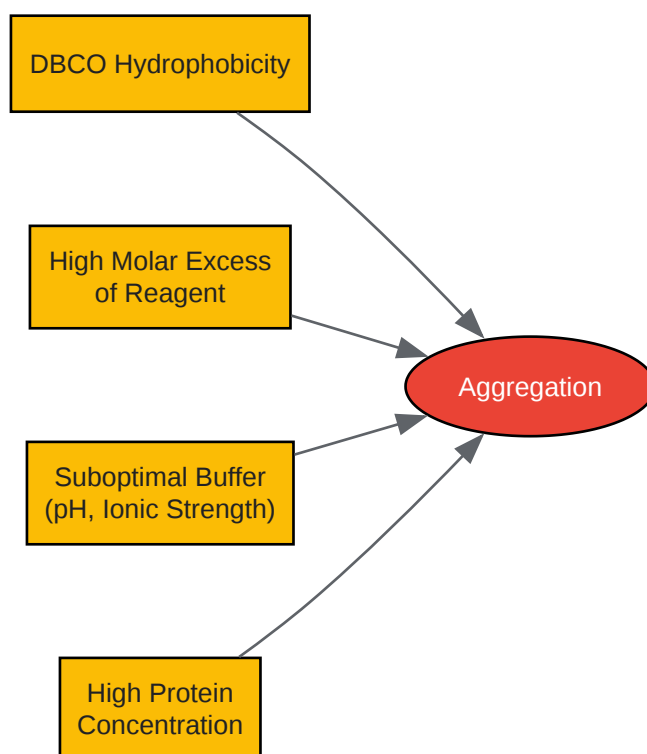 DBCO Hydrophobicity
High Molar Excess
of Reagent
Aggregation
Suboptimal Buffer
(pH, Ionic Strength)
High Protein
Concentration